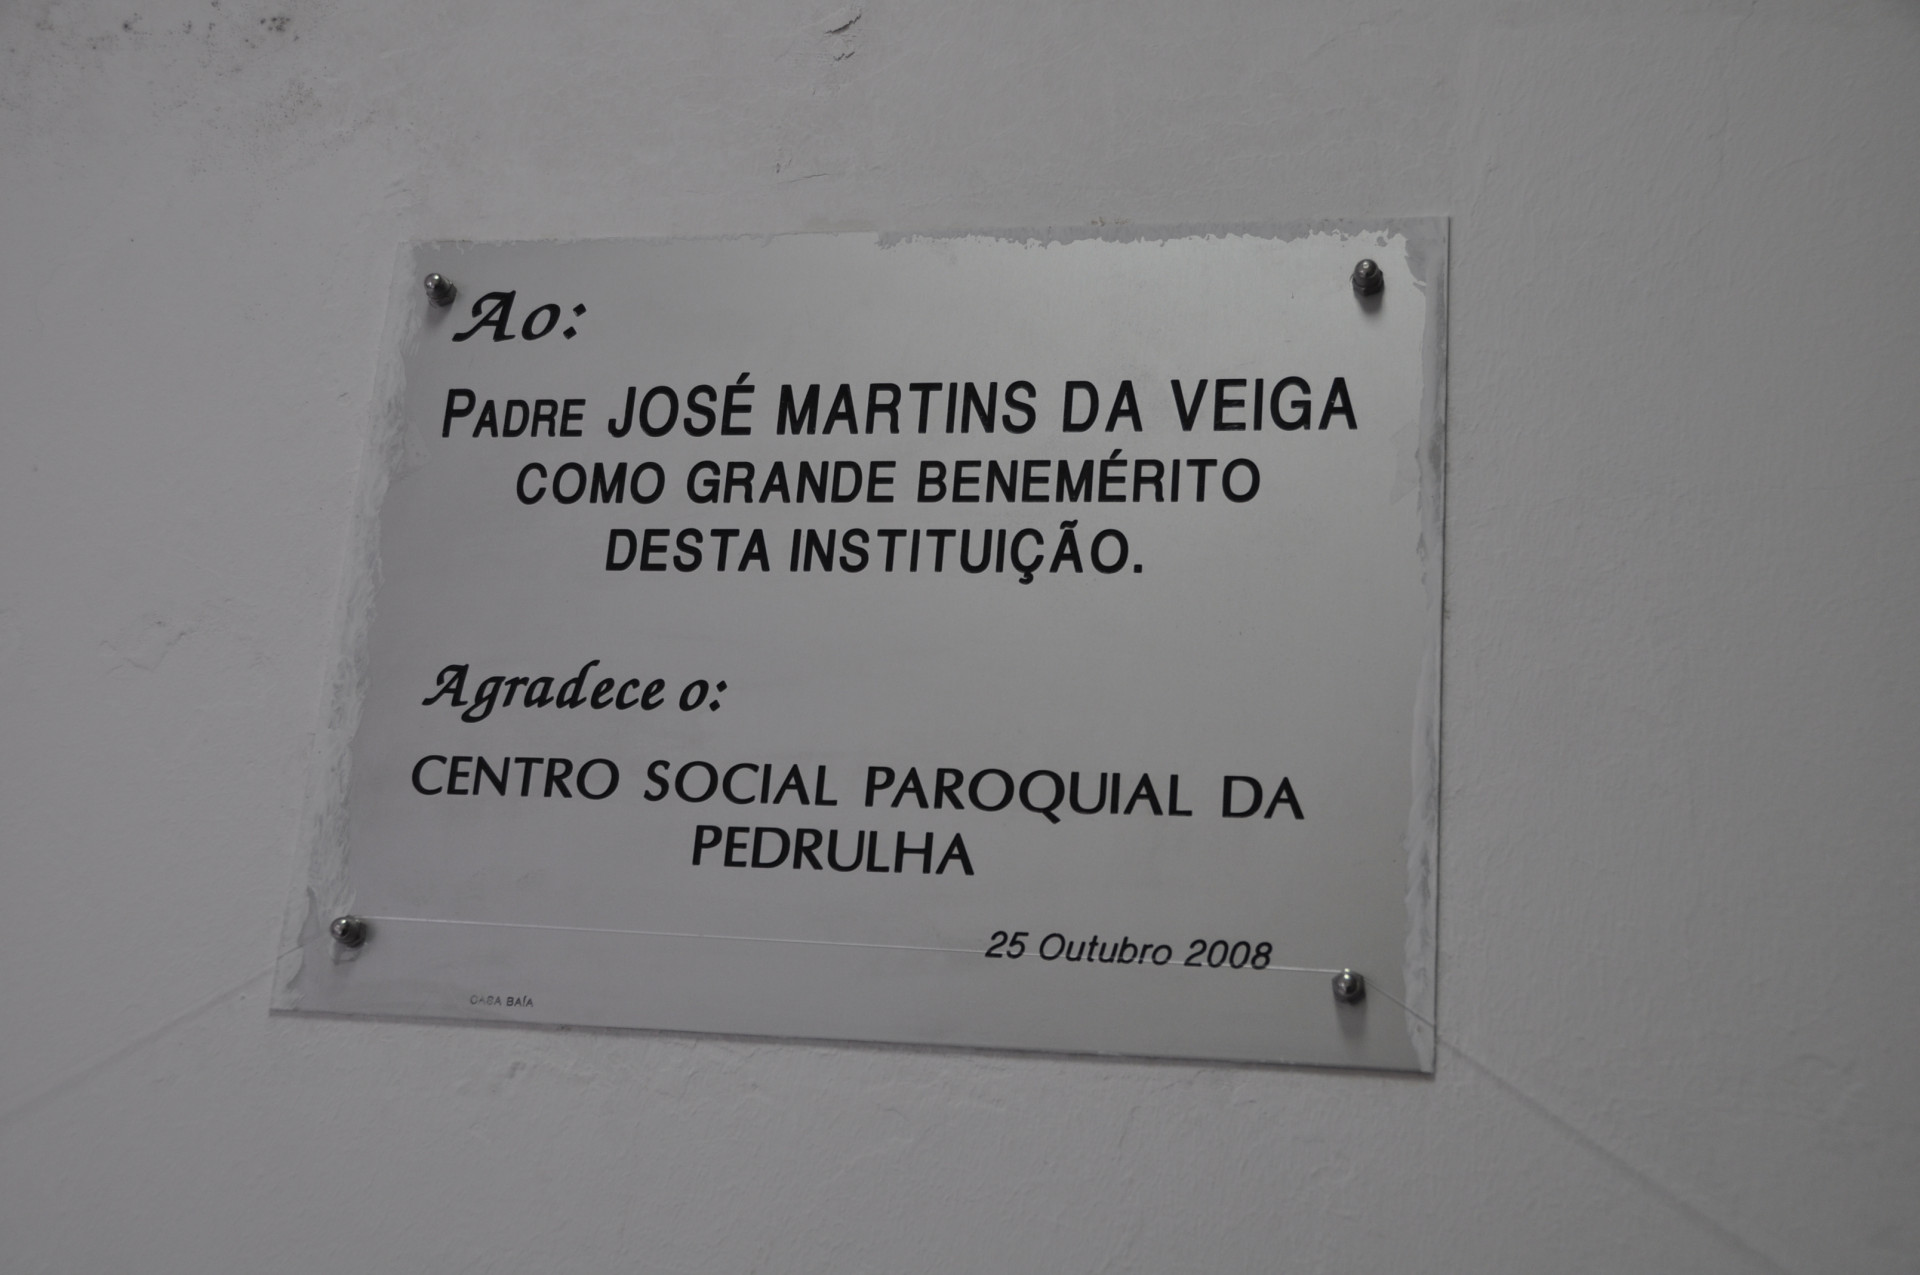 Ao:
PADRE JOSÉ MARTINS DA VEIGA
COMO GRANDE BENEMÉRITO
DESTA INSTITUIÇÃO.
Agradece o:
CENTRO SOCIAL PAROQUIAL DA
PEDRULHA
25 Outubro 2008
CASA BAÍA